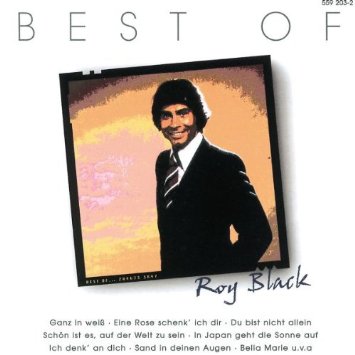 559 203-2
BEST OF
Roy Black
Ganz in weiß · Eine Rose schenk' ich dir · Du bist nicht allein
Schön ist es, auf der Welt zu sein · In Japan geht die Sonne auf
Ich denk' an dich · Sand in deinen Augen · Bella Marie u.v.a